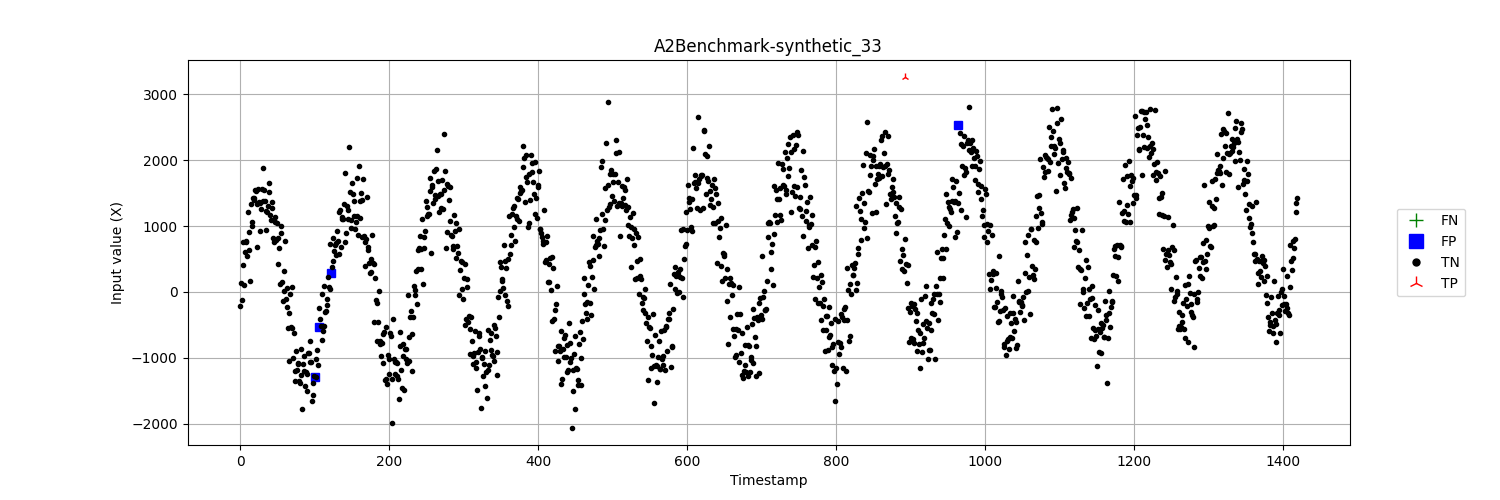 A2Benchmark-synthetic_33
3000
2000
1000
0
−1000
−2000
Input value (X)
0 200 400 600 800 1000 1200 1400
Timestamp
FN
FP
TN
TP